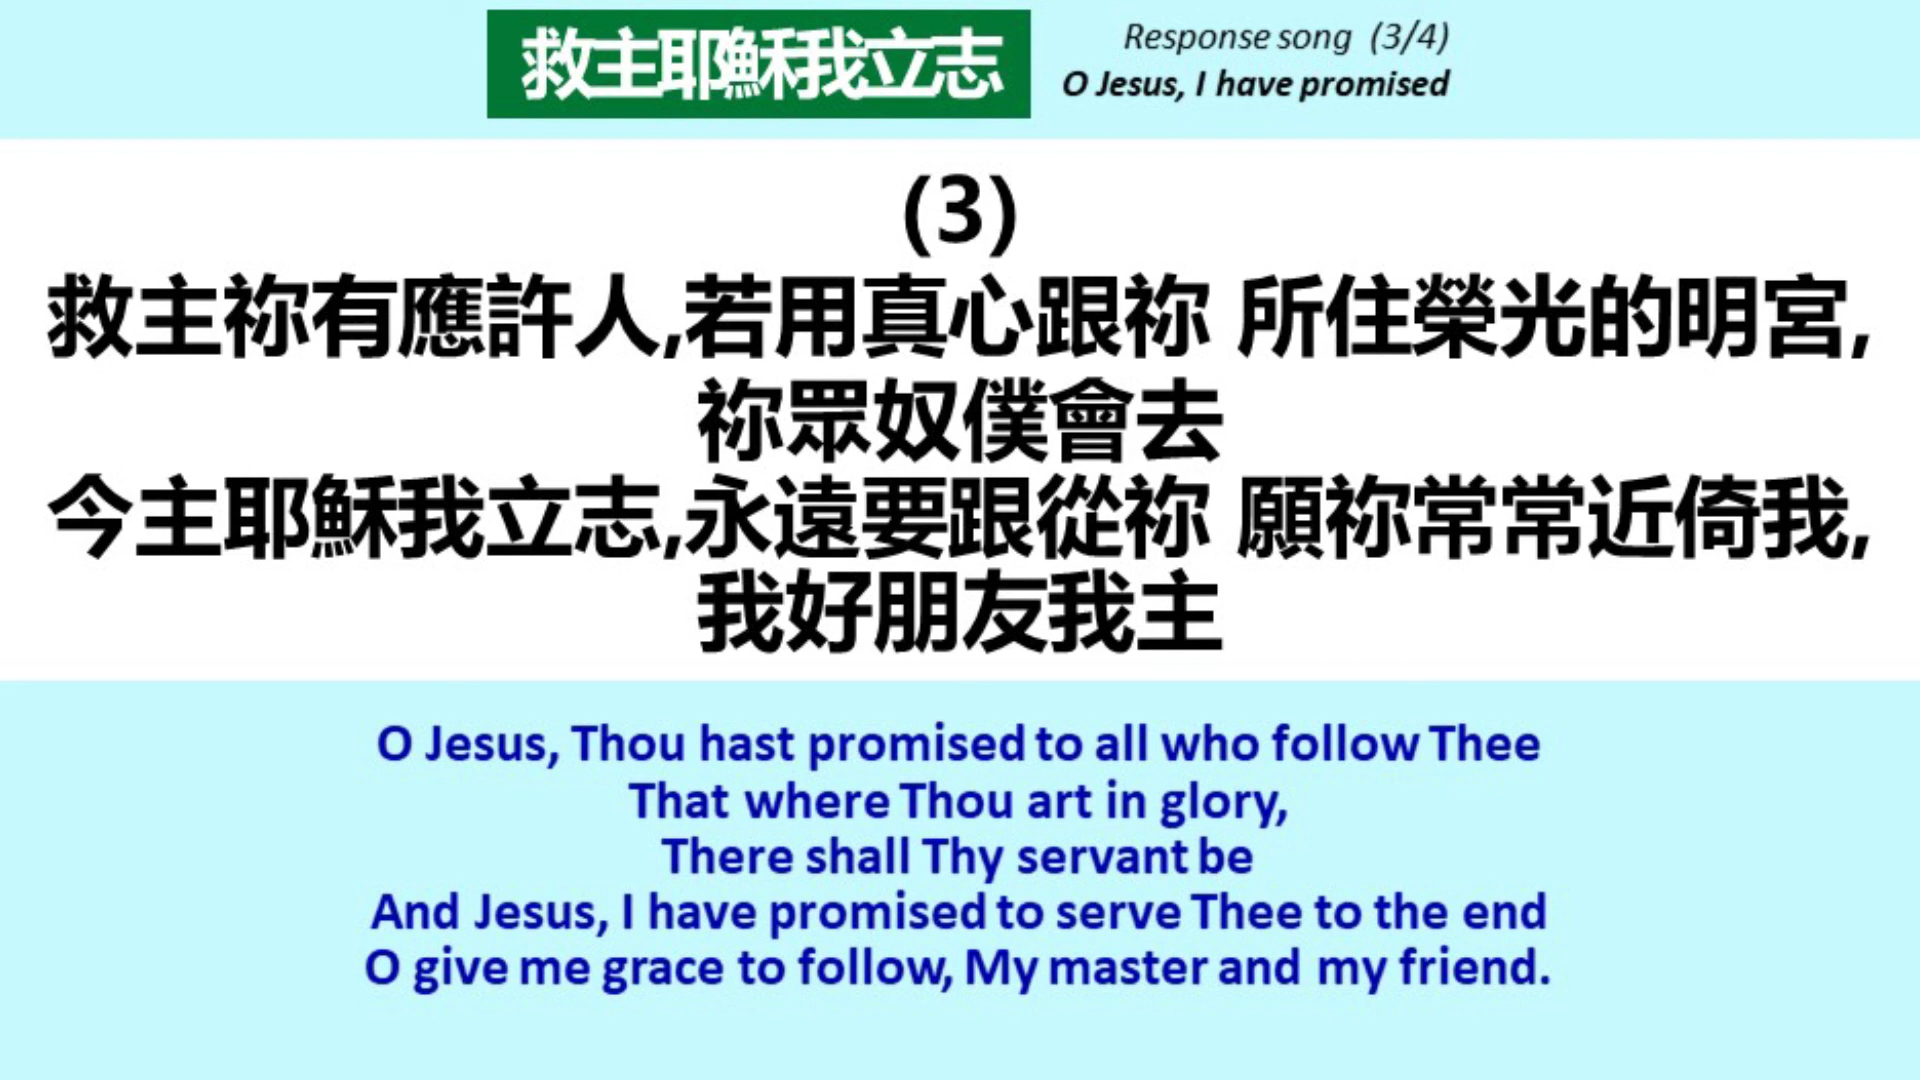 救主耶穌我立志
Response song (3/4)
O Jesus, I have promised
(3)
救主祢有應許人,若用真心跟祢 所住榮光的明宮,
祢眾奴僕會去
今主耶穌我立志,永遠要跟從祢 願祢常常近倚我,
我好朋友我主
O Jesus, Thou hast promised to all who follow Thee
That where Thou art in glory,
There shall Thy servant be
And Jesus, I have promised to serve Thee to the end
O give me grace to follow, My master and my friend.